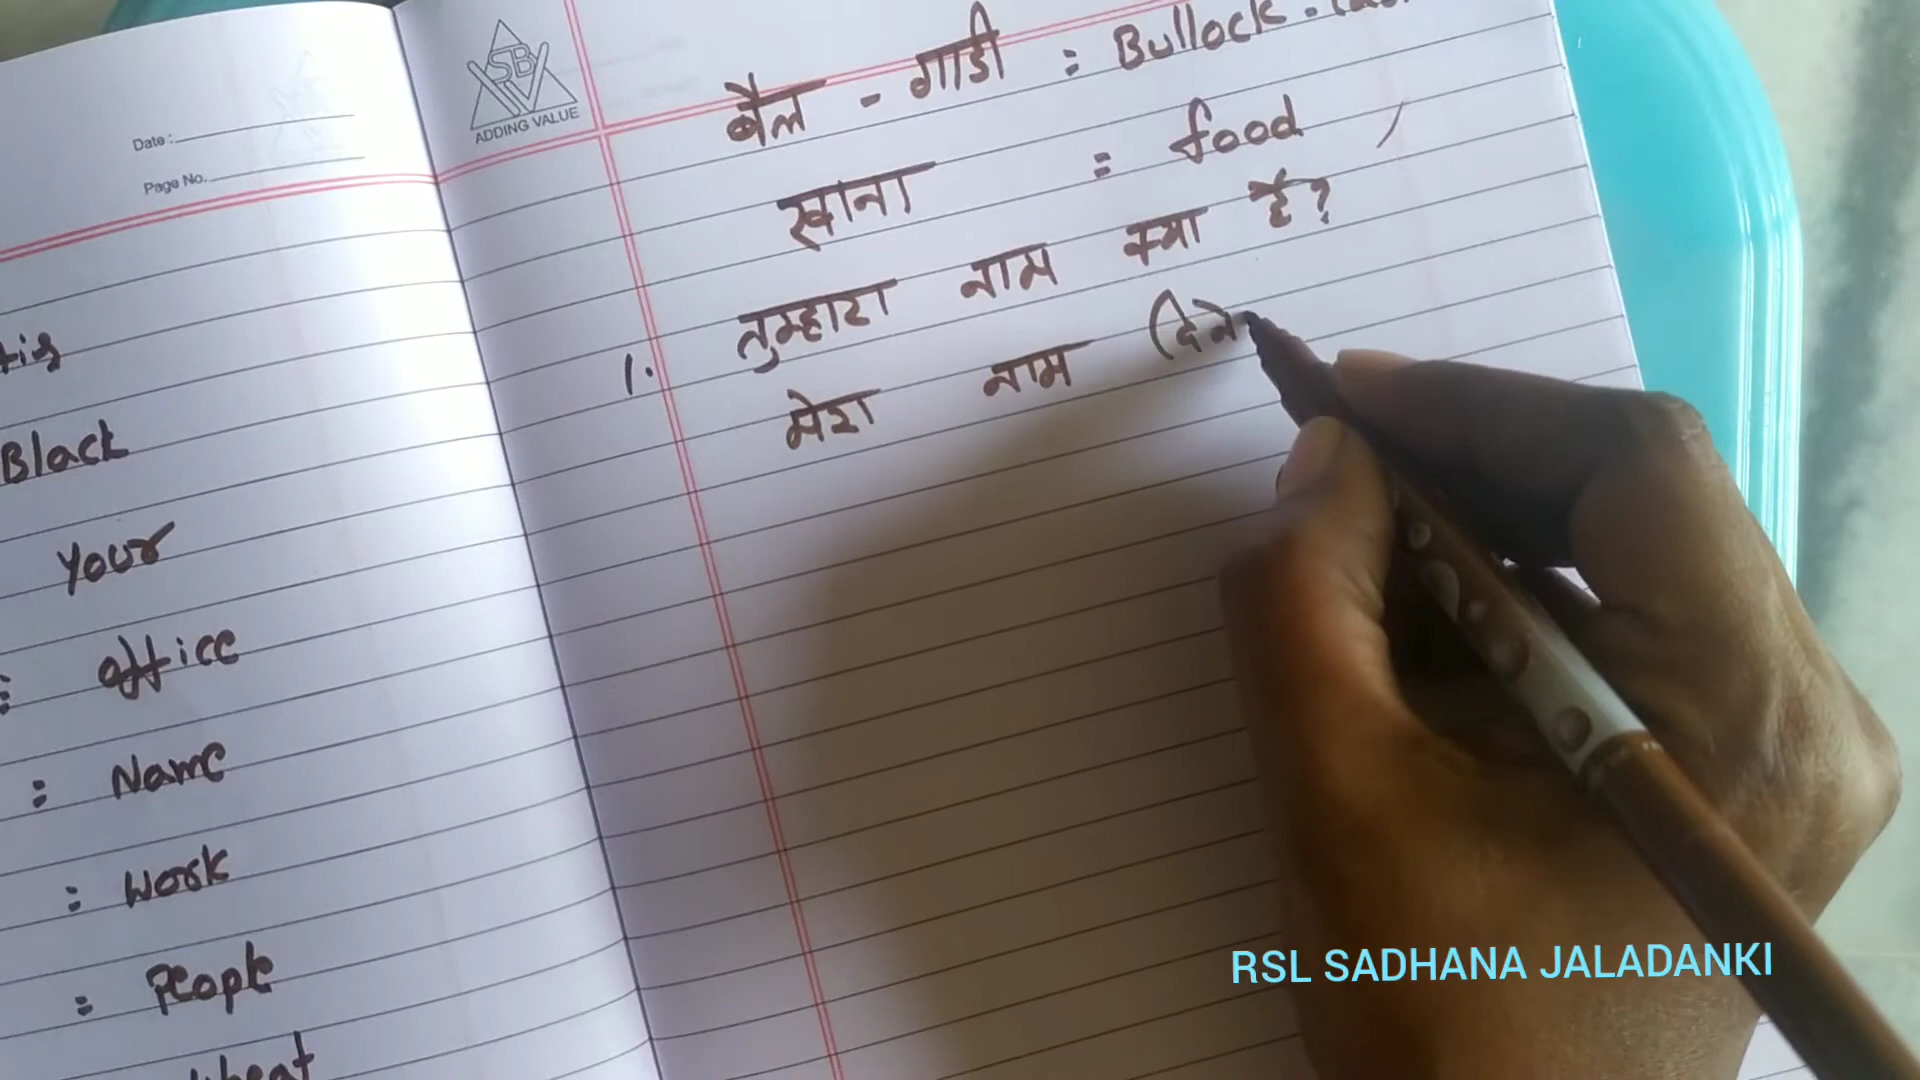 Date :
Page No.
Black
Your
: office
: Name
: Work
: People
SBV
ADDING VALUE
बैल - गाडी : Bullock.
खाना : food
1. तुम्हारा नाम क्या है?
मेरा नाम
RSL SADHANA JALADANKI